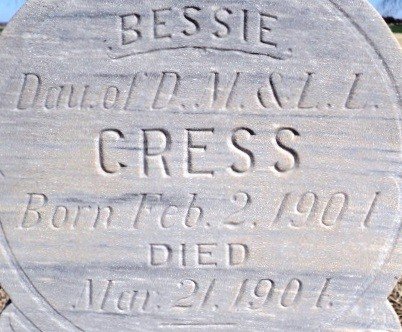 BESSIE
Dau. of D. M. & L. L.
CRESS
Born Feb. 2, 1901
DIED
Mar. 21, 1901.